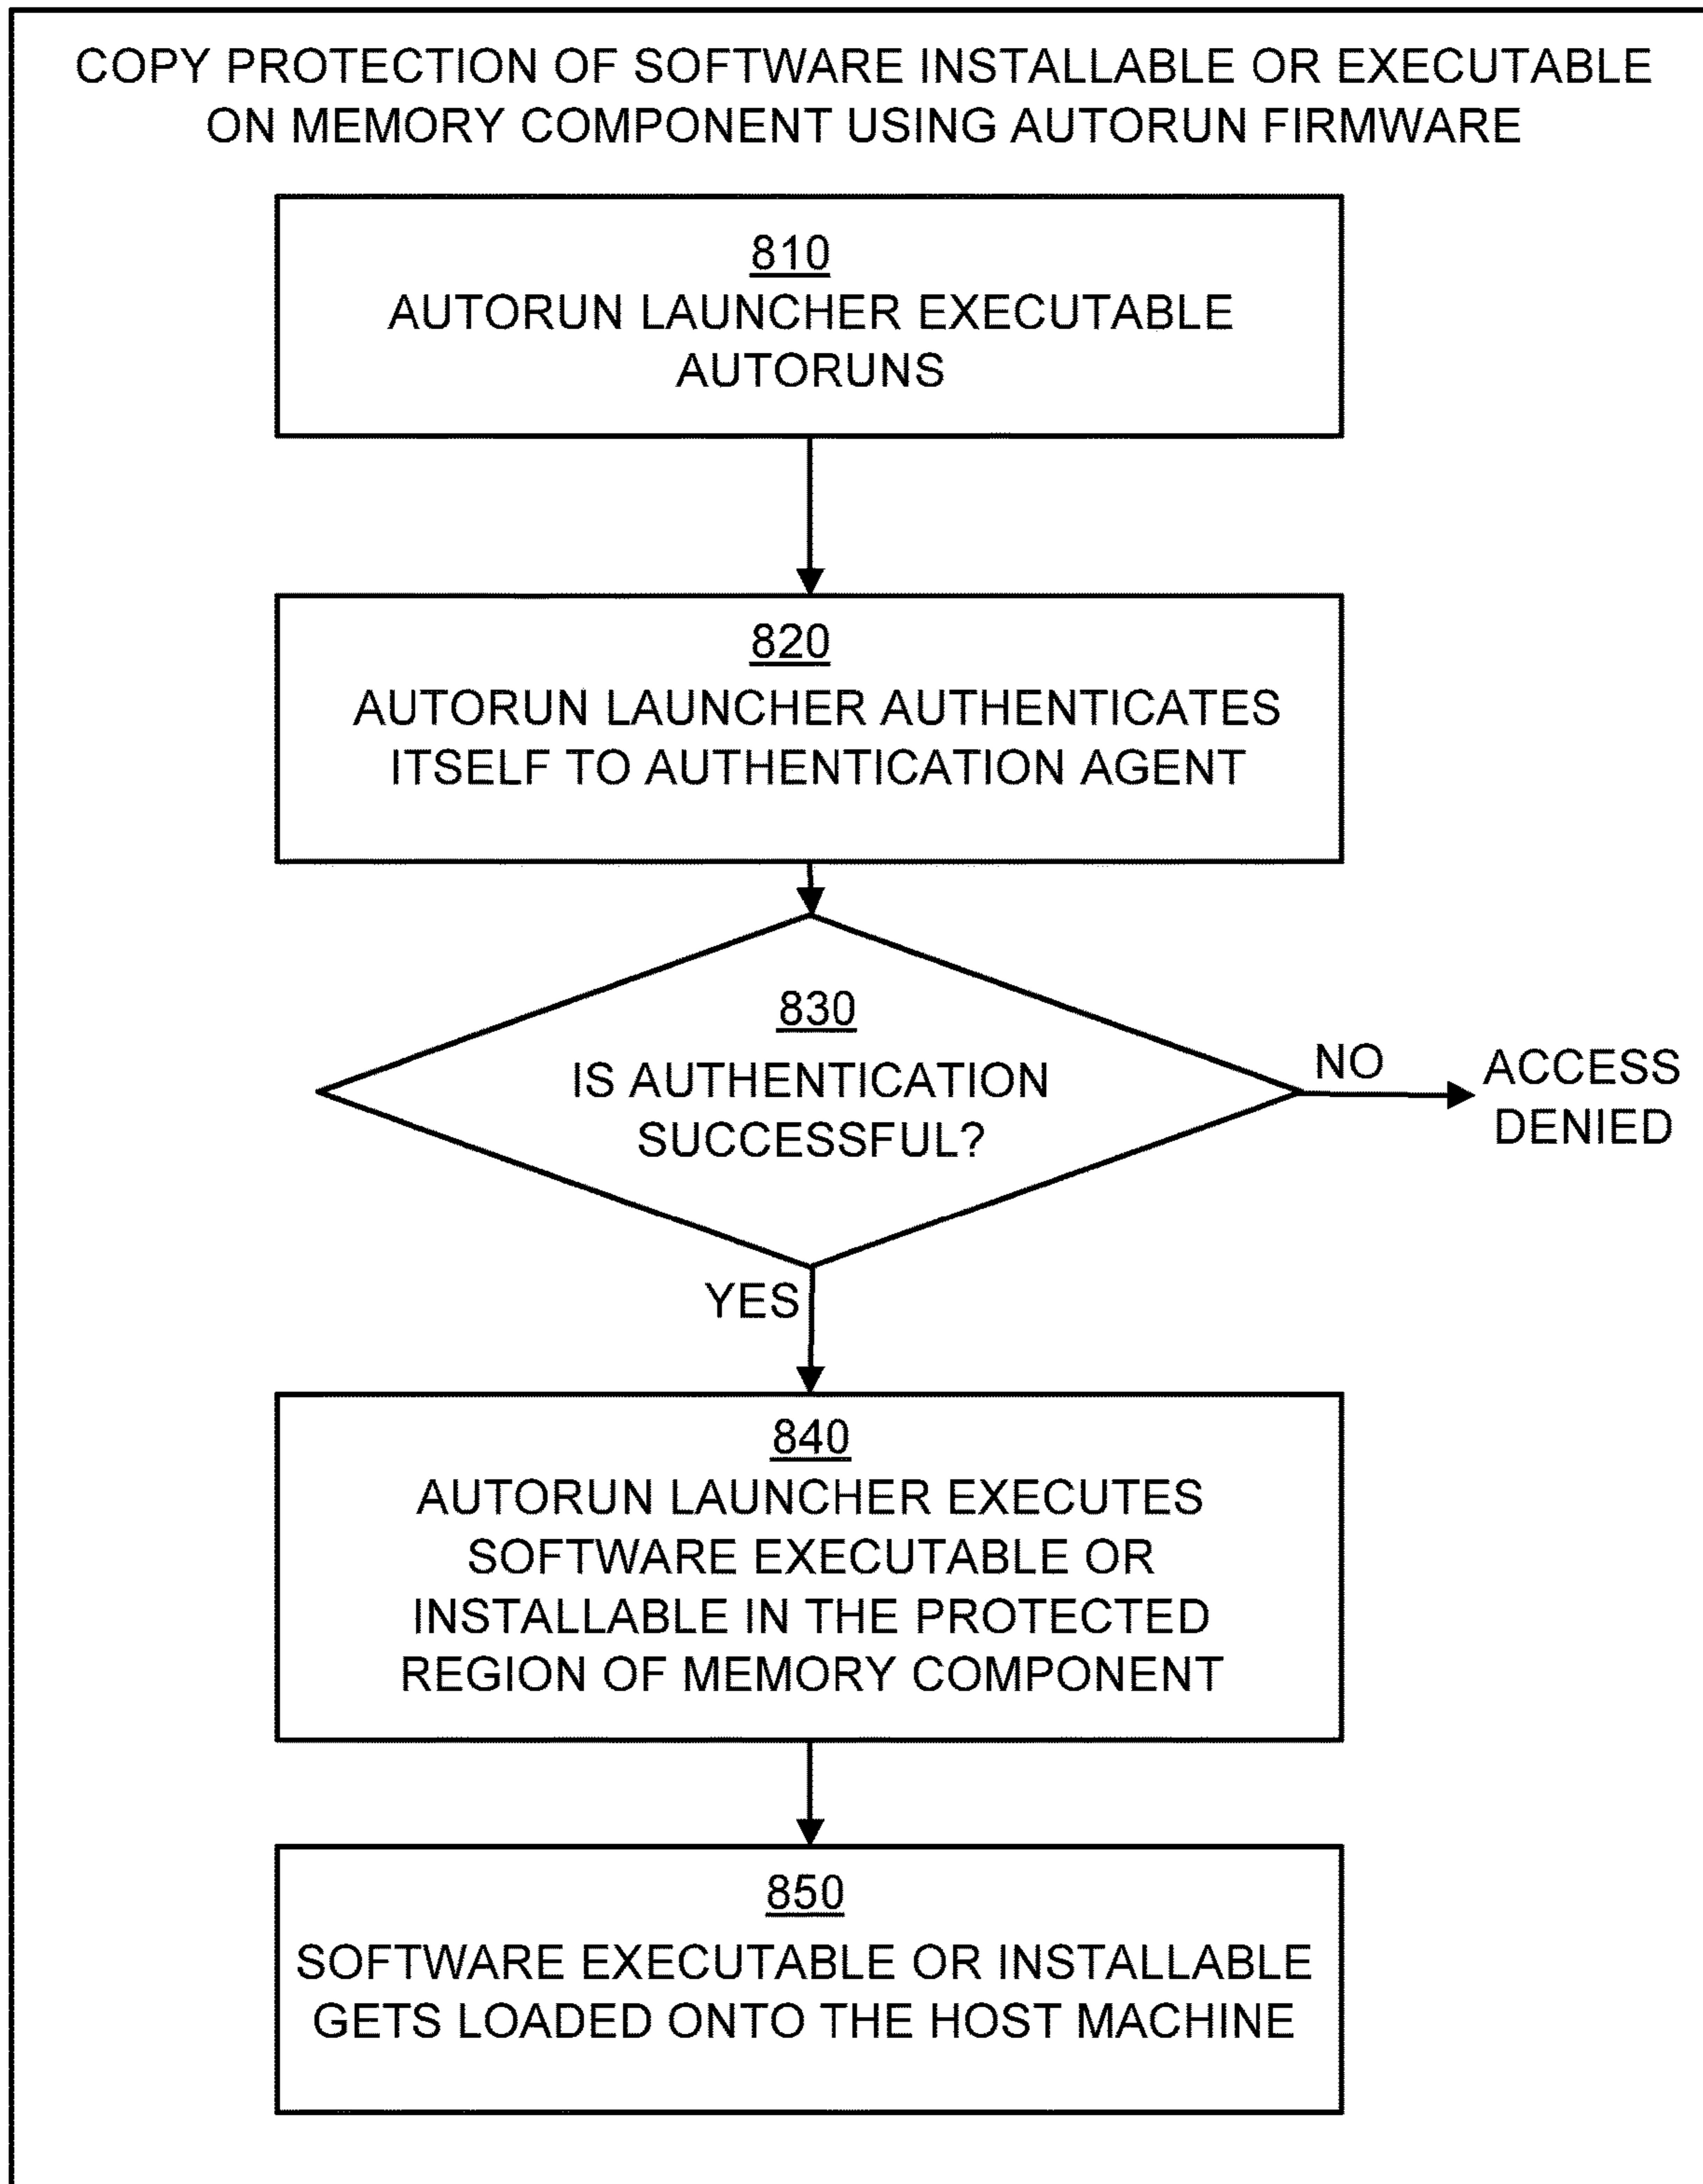 COPY PROTECTION OF SOFTWARE INSTALLABLE OR EXECUTABLE
ON MEMORY COMPONENT USING AUTORUN FIRMWARE
810
AUTORUN LAUNCHER EXECUTABLE
AUTORUNS
820
AUTORUN LAUNCHER AUTHENTICATES
ITSELF TO AUTHENTICATION AGENT
830
IS AUTHENTICATION
SUCCESSFUL?
NO
ACCESS
DENIED
YES
840
AUTORUN LAUNCHER EXECUTES
SOFTWARE EXECUTABLE OR
INSTALLABLE IN THE PROTECTED
REGION OF MEMORY COMPONENT
850
SOFTWARE EXECUTABLE OR INSTALLABLE
GETS LOADED ONTO THE HOST MACHINE